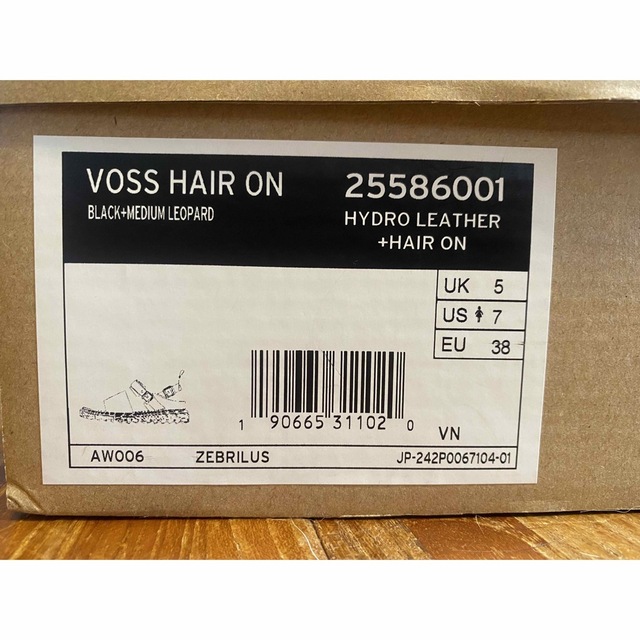 VOSS HAIR ON
25586001
BLACK+MEDIUM LEOPARD
HYDRO LEATHER
+HAIR ON
UK 5
US 7
EU 38
1 90665 31102 0
VN
AW006 ZEBRILUS JP-242P0067104-01